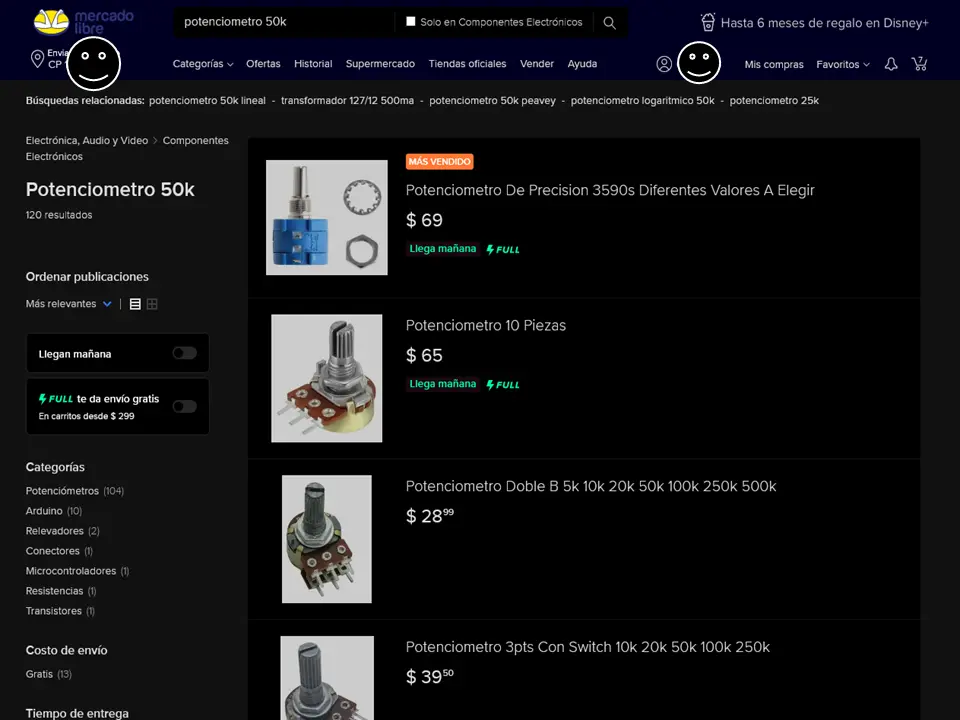 mercado
libre
potenciometro 50k
Solo en Componentes Electrónicos
Hasta 6 meses de regalo en Disney+
CP
Categorías
Ofertas
Historial
Supermercado
Tiendas oficiales
Vender
Ayuda
Mis compras
Favoritos
7
Búsquedas relacionadas: potenciometro 50k lineal - transformador 127/12 500ma - potenciometro 50k peavey - potenciometro logaritmico 50k - potenciometro 25k
Electrónica, Audio y Video > Componentes
Electrónicos
Potenciometro 50k
120 resultados
Ordenar publicaciones
Más relevantes
Llegan mañana
FULL te da envío gratis
En carritos desde $ 299
Categorías
Potenciómetros (104)
Arduino (10)
Relevadores (2)
Conectores (1)
Microcontroladores (1)
Resistencias (1)
Transistores (1)
Costo de envío
Gratis (13)
Tiempo de entrega
MÁS VENDIDO
Potenciometro De Precision 3590s Diferentes Valores A Elegir
$ 69
Llega mañana FULL
Potenciometro 10 Piezas
$ 65
Llega mañana FULL
Potenciometro Doble B 5k 10k 20k 50k 100k 250k 500k
$ 28 99
Potenciometro 3pts Con Switch 10k 20k 50k 100k 250k
$ 39 50